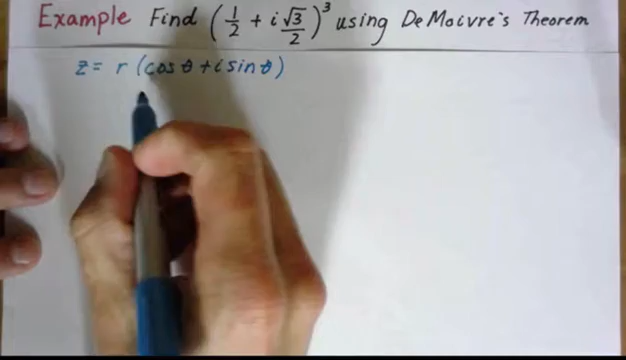 Example Find (1/2 + i √3/2)³ using DeMoivre's Theorem
z = r (cos θ + i sin θ)